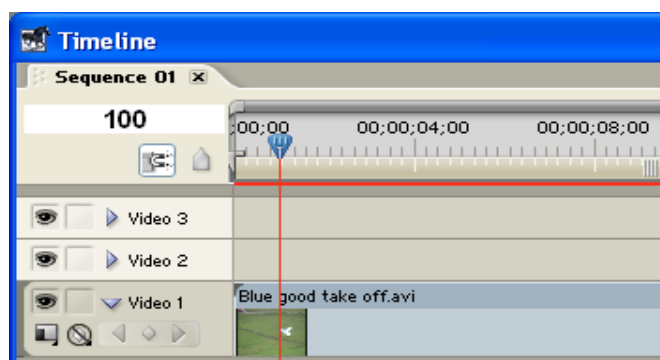 Timeline
Sequence 01
100
;00;00 00;00;04;00 00;00;08;00
Video 3
Video 2
Video 1
Blue good take off.avi